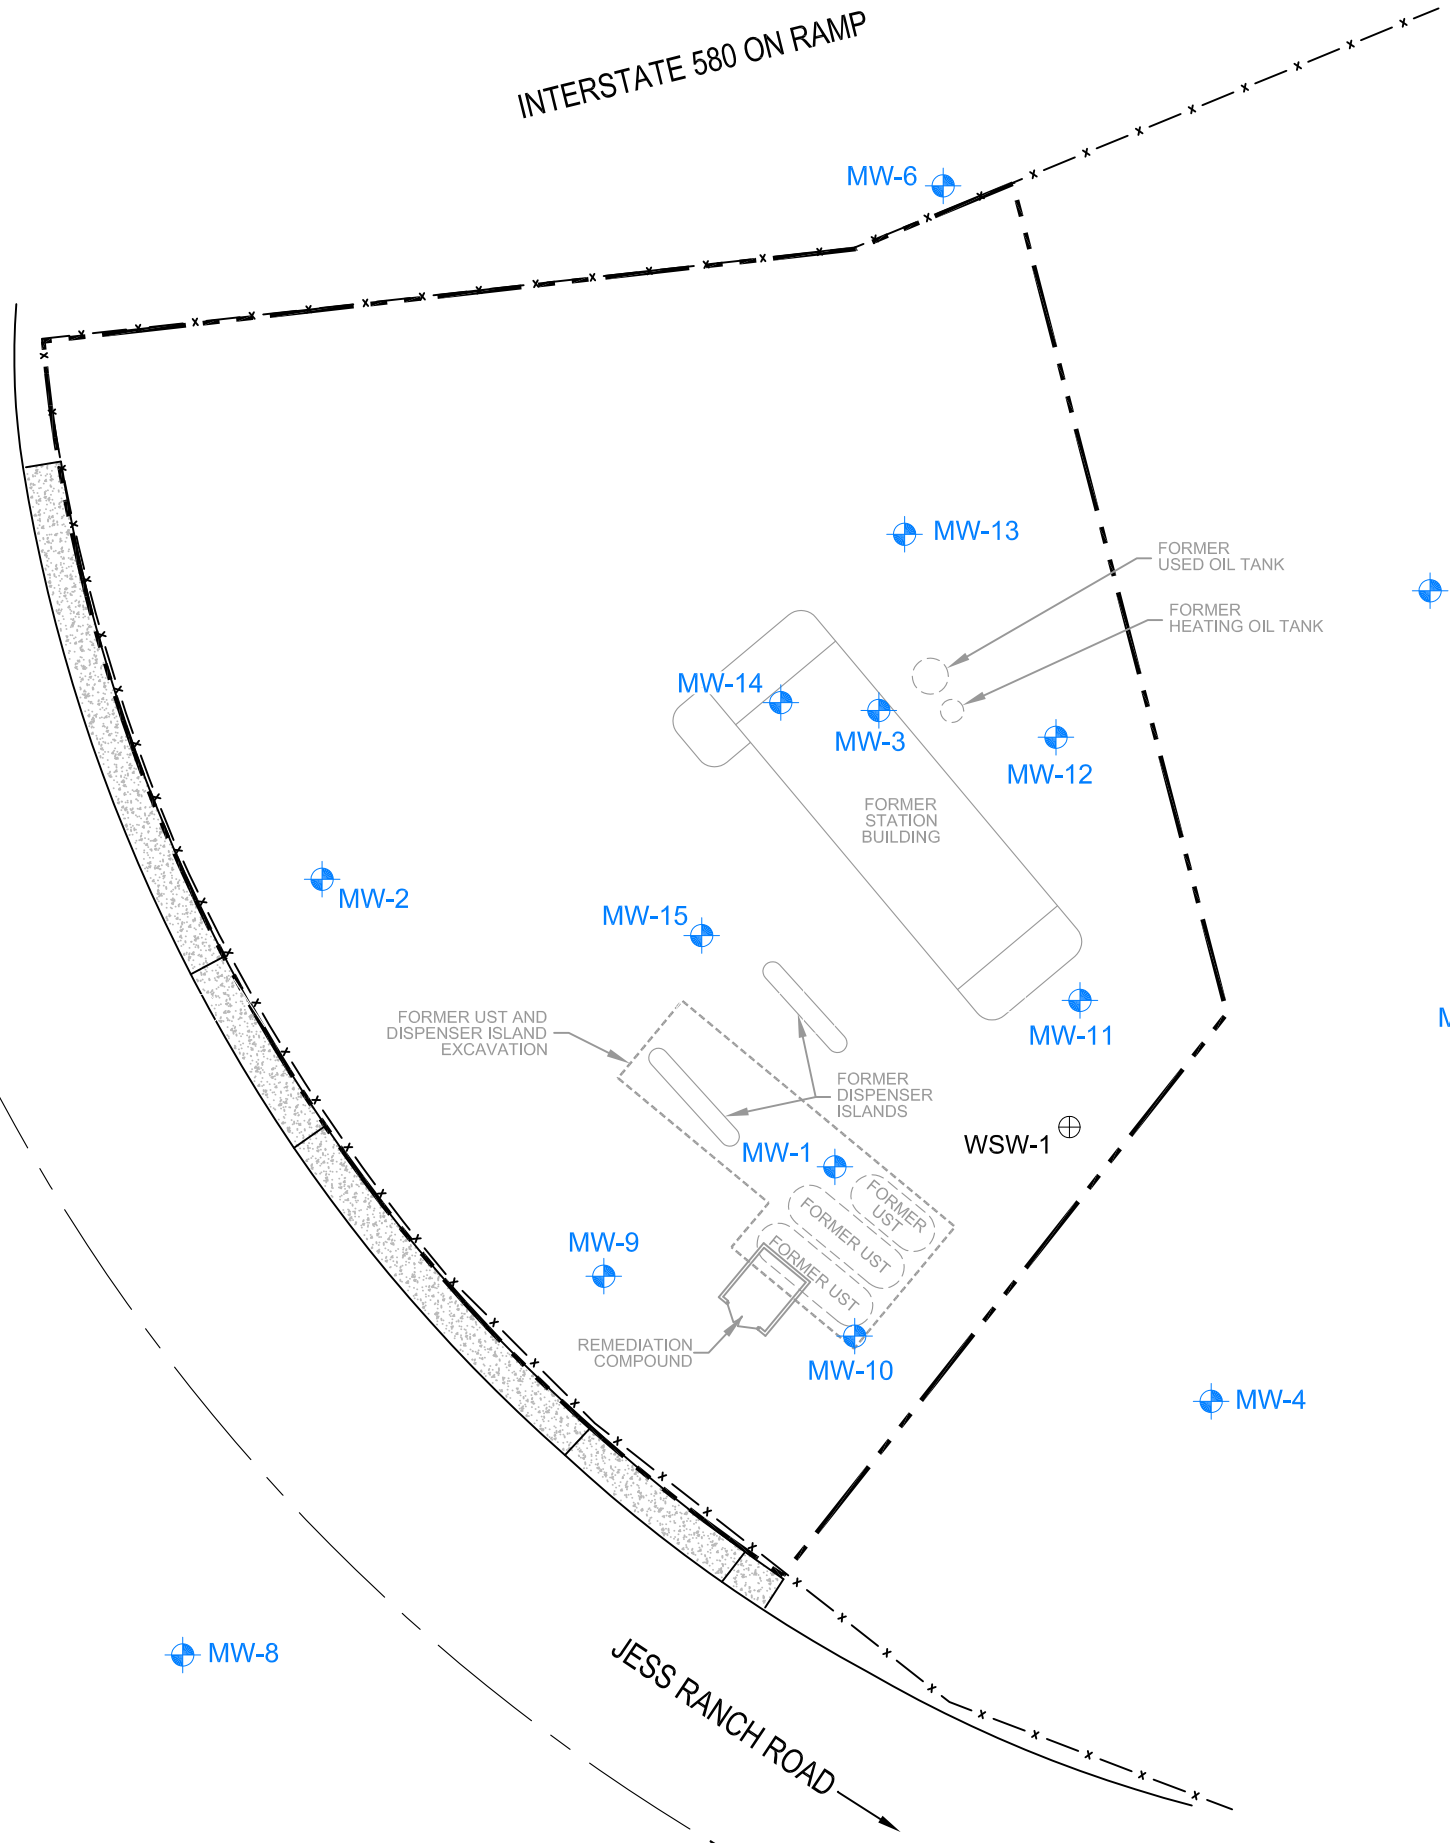 INTERSTATE 580 ON RAMP
MW-6
MW-13
FORMER
USED OIL TANK
FORMER
HEATING OIL TANK
MW-14
MW-3
MW-12
FORMER
STATION
BUILDING
MW-2
MW-15
FORMER UST AND
DISPENSER ISLAND
EXCAVATION
MW-11
FORMER
DISPENSER
ISLANDS
WSW-1
MW-1
FORMER
UST
FORMER UST
FORMER UST
MW-9
REMEDIATION
COMPOUND
MW-10
MW-4
MW-8
JESS RANCH ROAD